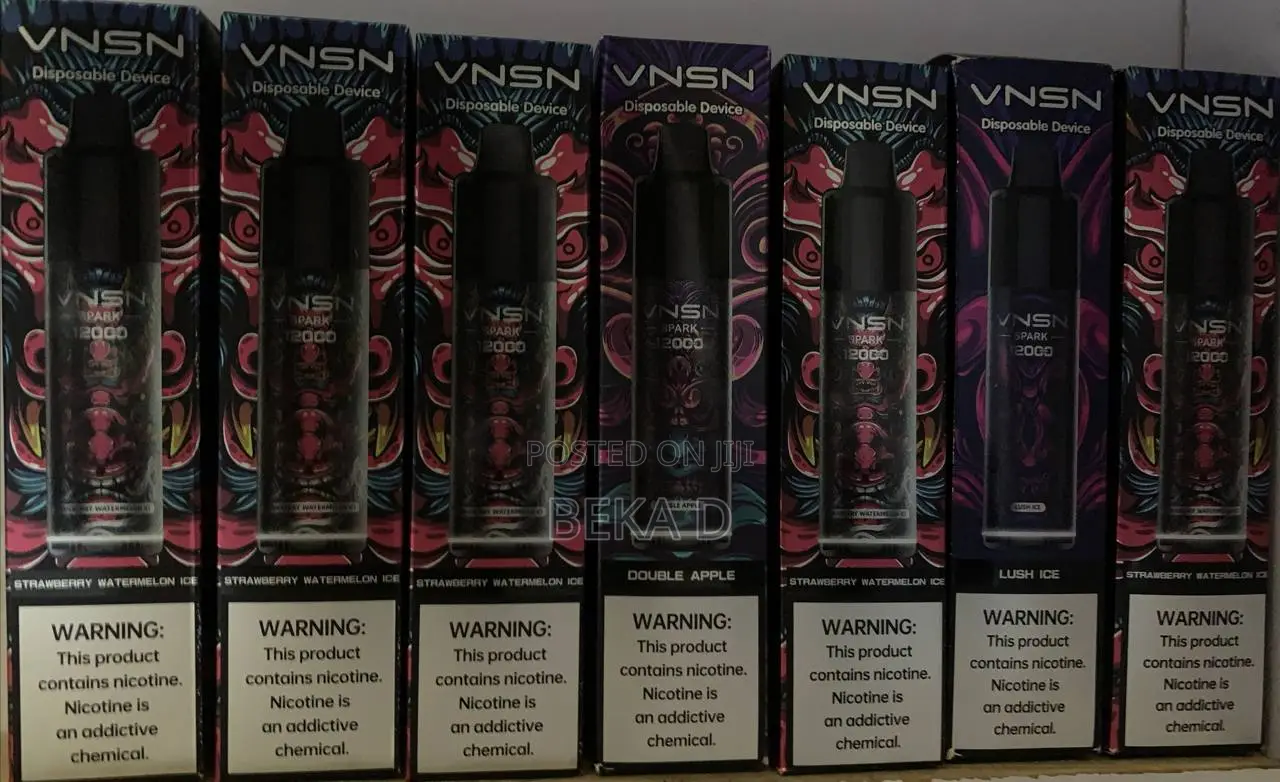 VNSN
Disposable Device
VNSN
SPARK
12000
STRAWBERRY WATERMELON ICE
WARNING:
This product
contains nicotine.
Nicotine is
an addictive
chemical.
VNSN
Disposable Device
VNSN
SPARK
12000
STRAWBERRY WATERMELON ICE
WARNING:
This product
contains nicotine.
Nicotine is
an addictive
chemical.
VNSN
Disposable Device
VNSN
SPARK
12000
STRAWBERRY WATERMELON ICE
WARNING:
This product
contains nicotine.
Nicotine is
an addictive
chemical.
VNSN
Disposable Device
VNSN
SPARK
12000
POSTED ON JIJI
BEKA D
DOUBLE APPLE
WARNING:
This product
contains nicotine.
Nicotine is
an addictive
chemical.
VNSN
Disposable Device
VNSN
SPARK
12000
STRAWBERRY WATERMELON ICE
WARNING:
This product
contains nicotine.
Nicotine is
an addictive
chemical.
VNSN
Disposable Device
VNSN
SPARK
12000
LUSH ICE
LUSH ICE
WARNING:
This product
contains nicotine.
Nicotine is
an addictive
chemical.
VNSN
Disposable Device
VNSN
SPARK
12000
STRAWBERRY WATERMELON ICE
WARNING:
This product
contains nicotine.
Nicotine is
an addictive
chemical.